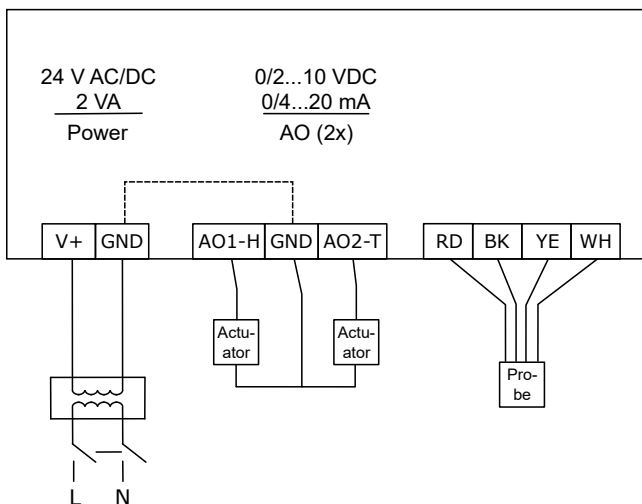 24 V AC/DC
2 VA
Power
0/2...10 VDC
0/4...20 mA
AO (2x)
V+ GND AO1-H GND AO2-T RD BK YE WH
Actu-
ator
Actu-
ator
Pro-
be
L N